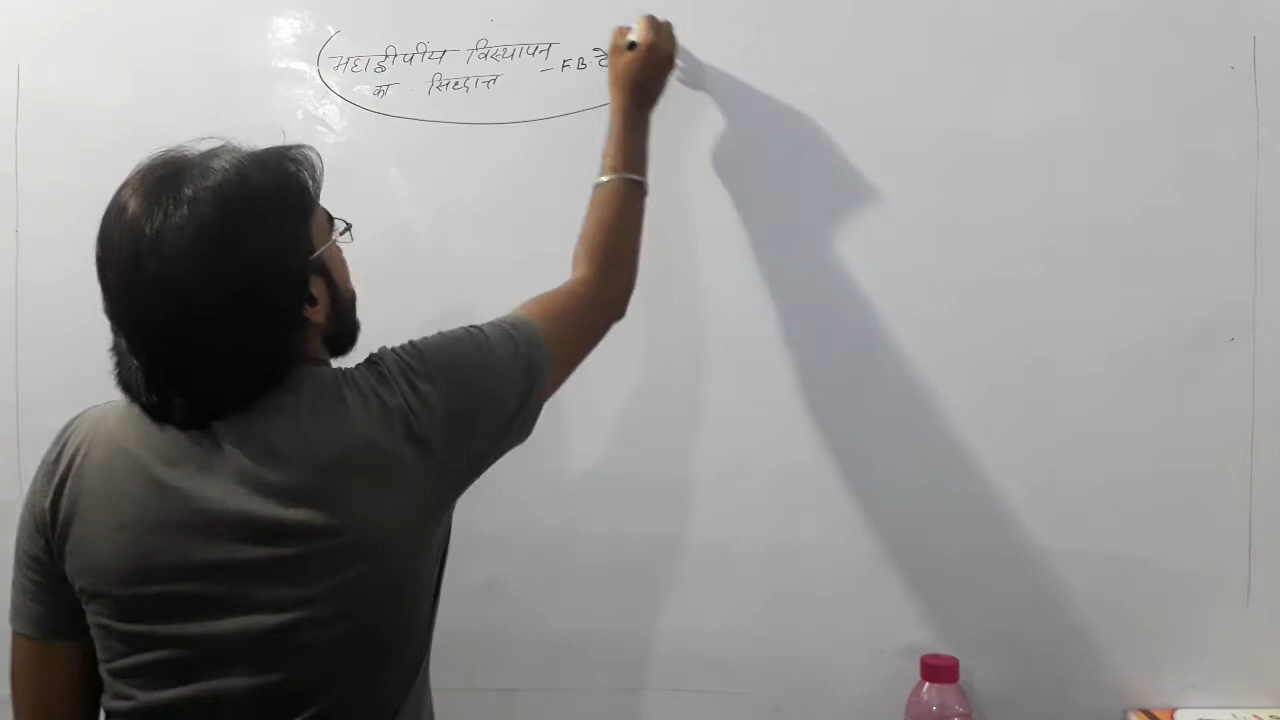 महाद्वीपीय विस्थापन
का सिद्धान्त – F.B. टे